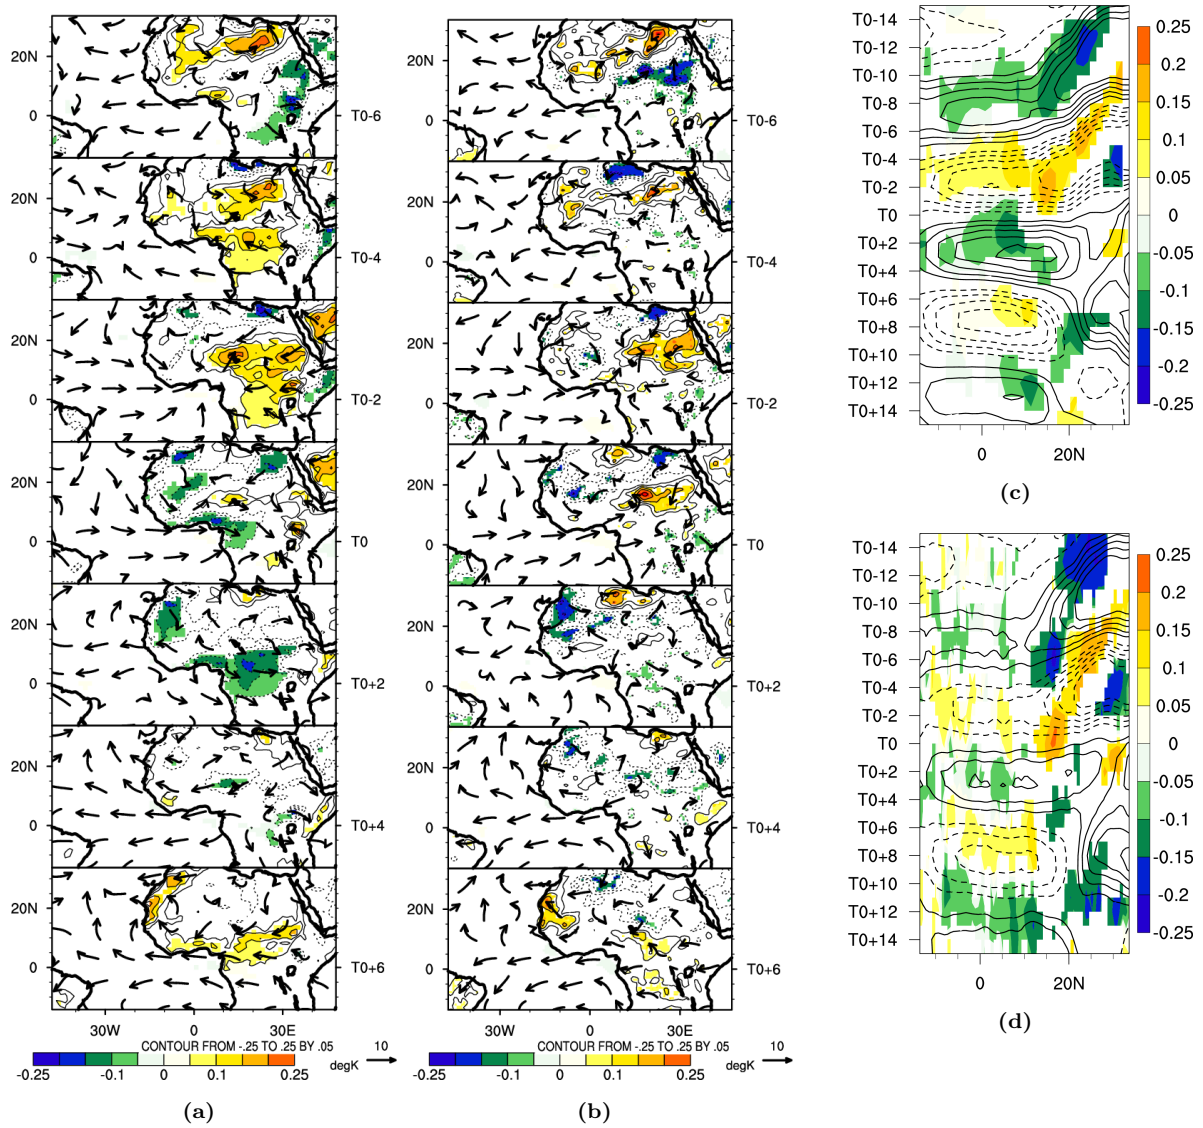 20N
0
T0-6
20N
0
T0-4
20N
0
T0-2
20N
0
T0
20N
0
T0+2
20N
0
T0+4
20N
0
T0+6
30W 0 30E
CONTOUR FROM -.25 TO .25 BY .05
10
-0.25 -0.1 0 0.1 0.25
degK
(a)
20N
0
T0-6
20N
0
T0-4
20N
0
T0-2
20N
0
T0
20N
0
T0+2
20N
0
T0+4
20N
0
T0+6
30W 0 30E
CONTOUR FROM -.25 TO .25 BY .05
10
-0.25 -0.1 0 0.1 0.25
degK
(b)
T0-14
T0-12
T0-10
T0-8
T0-6
T0-4
T0-2
T0
T0+2
T0+4
T0+6
T0+8
T0+10
T0+12
T0+14
0 20N
0.25
0.2
0.15
0.1
0.05
0
-0.05
-0.1
-0.15
-0.2
-0.25
(c)
T0-14
T0-12
T0-10
T0-8
T0-6
T0-4
T0-2
T0
T0+2
T0+4
T0+6
T0+8
T0+10
T0+12
T0+14
0 20N
0.25
0.2
0.15
0.1
0.05
0
-0.05
-0.1
-0.15
-0.2
-0.25
(d)